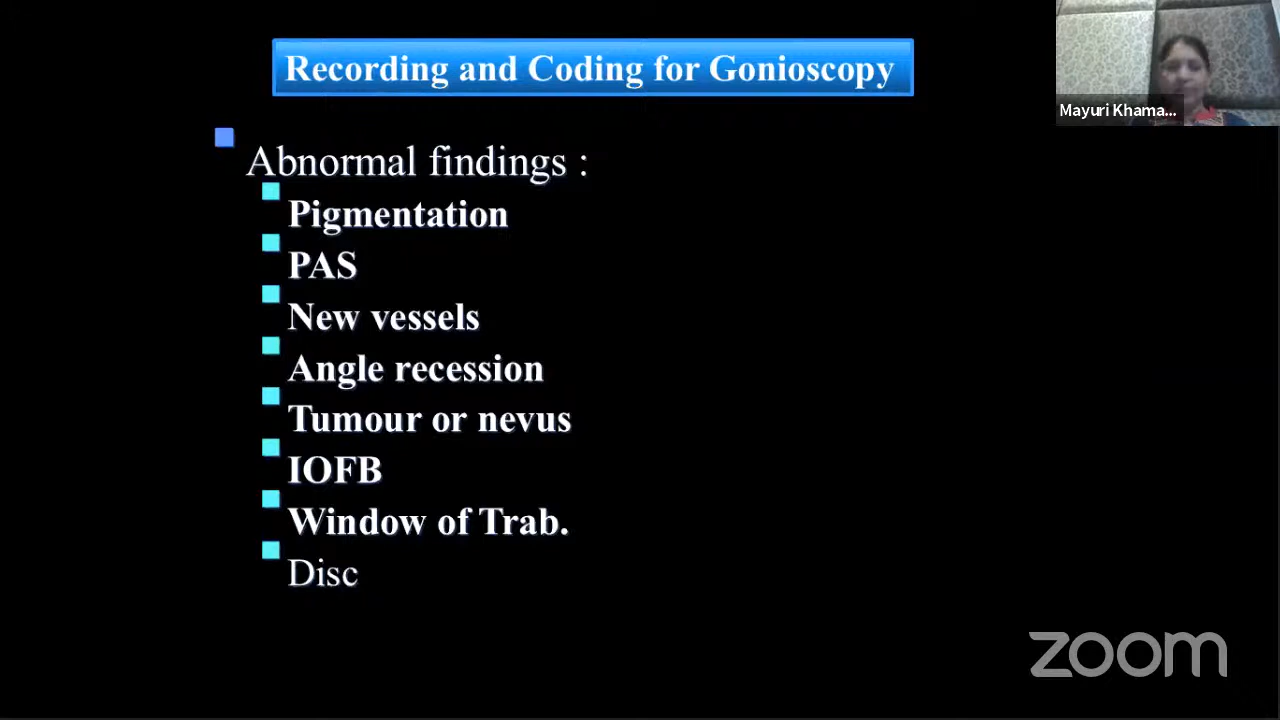 Recording and Coding for Gonioscopy
Mayuri Khama...
Abnormal findings :
Pigmentation
PAS
New vessels
Angle recession
Tumour or nevus
IOFB
Window of Trab.
Disc
zoom